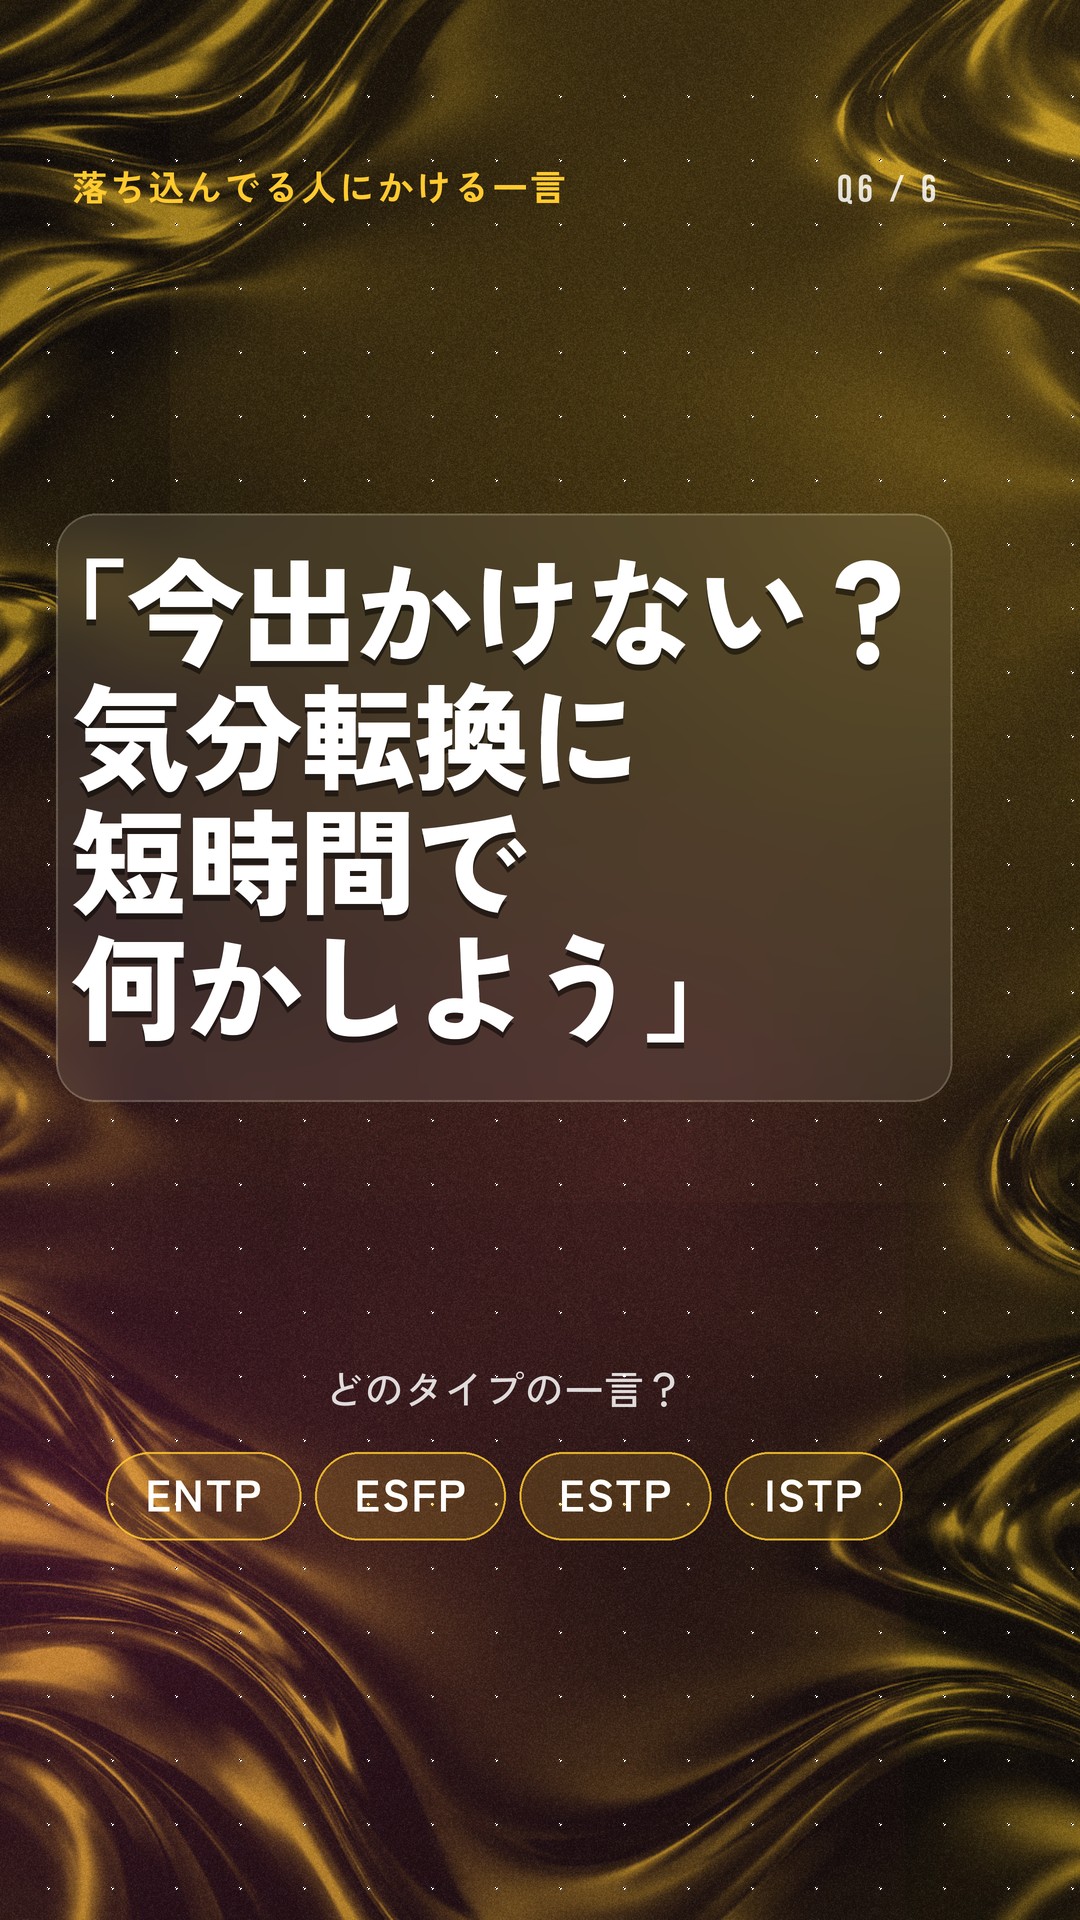 落ち込んでる人にかける一言
Q6 / 6
「今出かけない？
気分転換に
短時間で
何かしよう」
どのタイプの一言？
ENTP
ESFP
ESTP
ISTP